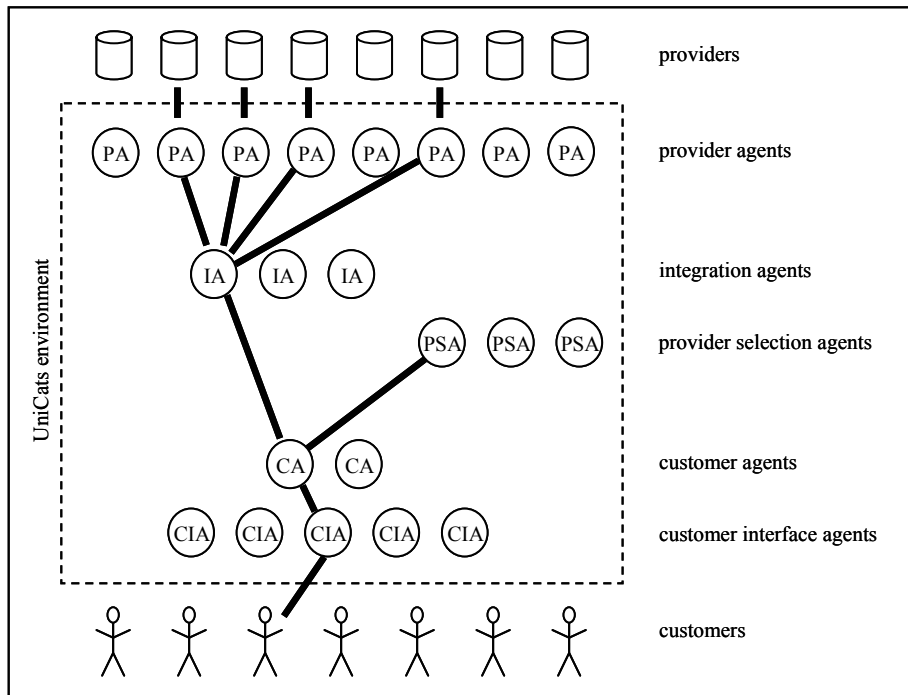 providers
PA PA PA PA PA PA PA PA
provider agents
IA IA IA
integration agents
PSA PSA PSA
provider selection agents
UniCats environment
CA CA
customer agents
CIA CIA CIA CIA CIA
customer interface agents
customers